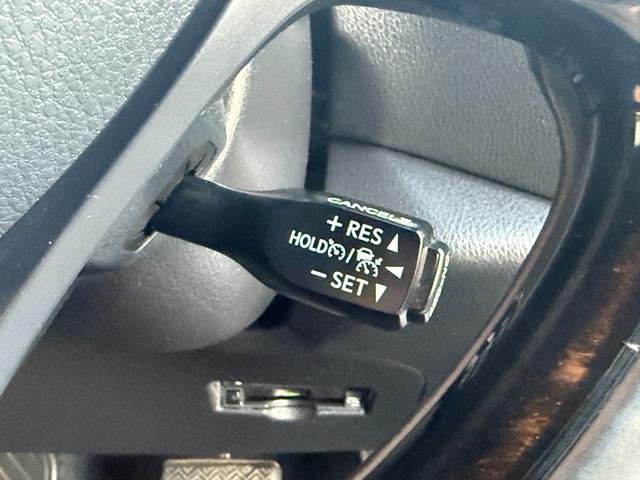 CANCEL
+ RES ▲
HOLD / ◀
− SET ▼